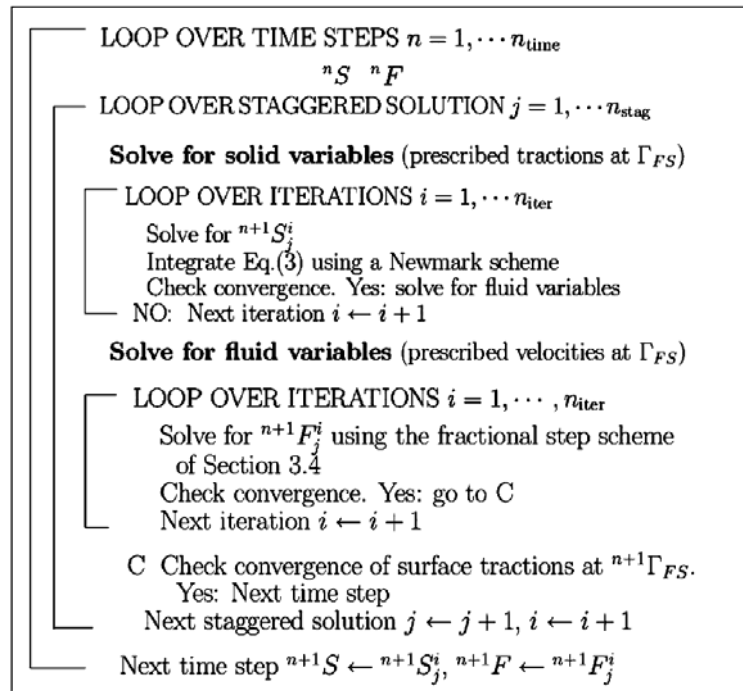 LOOP OVER TIME STEPS n = 1, ··· n_time
ⁿS ⁿF
LOOP OVER STAGGERED SOLUTION j = 1, ··· n_stag
Solve for solid variables (prescribed tractions at Γ_FS)
LOOP OVER ITERATIONS i = 1, ··· n_iter
Solve for ⁿ⁺¹S_j^i
Integrate Eq.(3) using a Newmark scheme
Check convergence. Yes: solve for fluid variables
NO: Next iteration i ← i + 1
Solve for fluid variables (prescribed velocities at Γ_FS)
LOOP OVER ITERATIONS i = 1, ··· , n_iter
Solve for ⁿ⁺¹F_j^i using the fractional step scheme
of Section 3.4
Check convergence. Yes: go to C
Next iteration i ← i + 1
C Check convergence of surface tractions at ⁿ⁺¹Γ_FS.
Yes: Next time step
Next staggered solution j ← j + 1, i ← i + 1
Next time step ⁿ⁺¹S ← ⁿ⁺¹S_j^i, ⁿ⁺¹F ← ⁿ⁺¹F_j^i